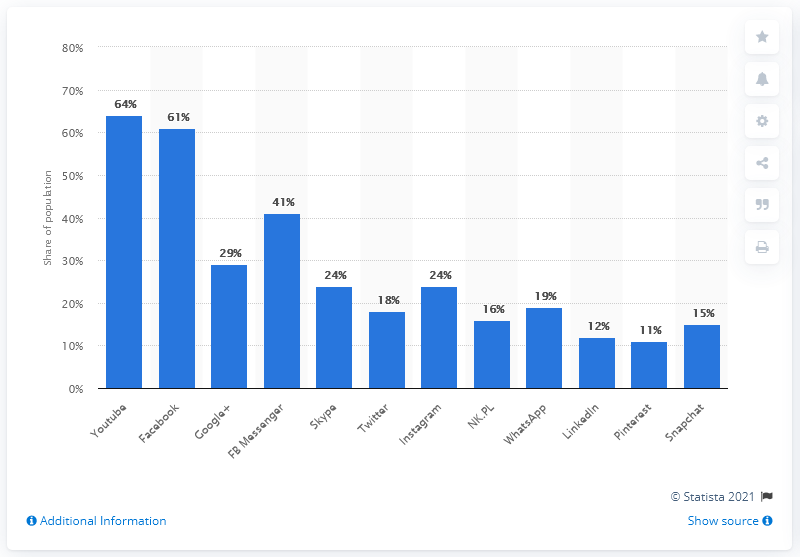 80%
70%
60%
50%
40%
30%
20%
10%
0%
Share of population
64%
61%
29%
41%
24%
18%
24%
16%
19%
12%
11%
15%
Youtube
Facebook
Google+
FB Messenger
Skype
Twitter
Instagram
NK.PL
WhatsApp
LinkedIn
Pinterest
Snapchat
© Statista 2021
Additional Information
Show source